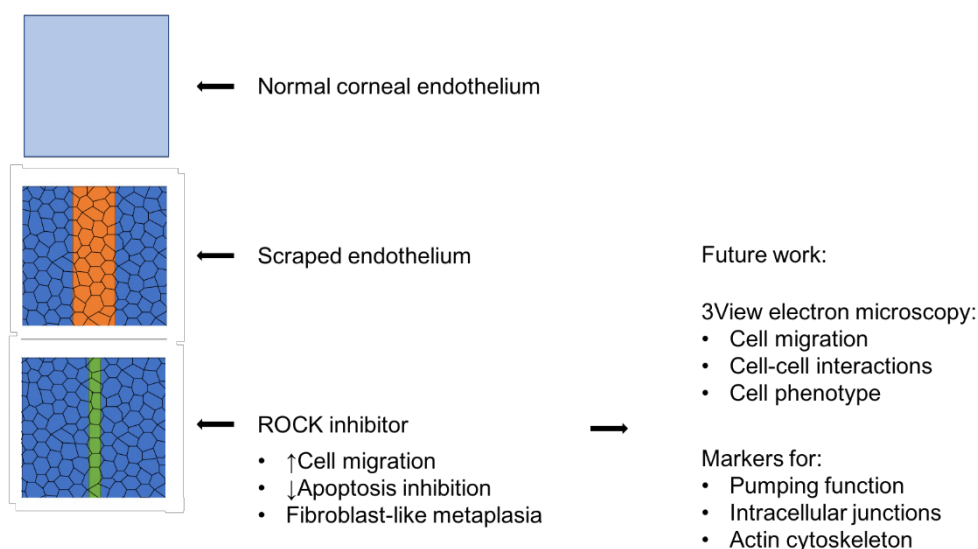 Normal corneal endothelium
Scraped endothelium
ROCK inhibitor
• ↑Cell migration
• ↓Apoptosis inhibition
• Fibroblast-like metaplasia
Future work:
3View electron microscopy:
• Cell migration
• Cell-cell interactions
• Cell phenotype
Markers for:
• Pumping function
• Intracellular junctions
• Actin cytoskeleton